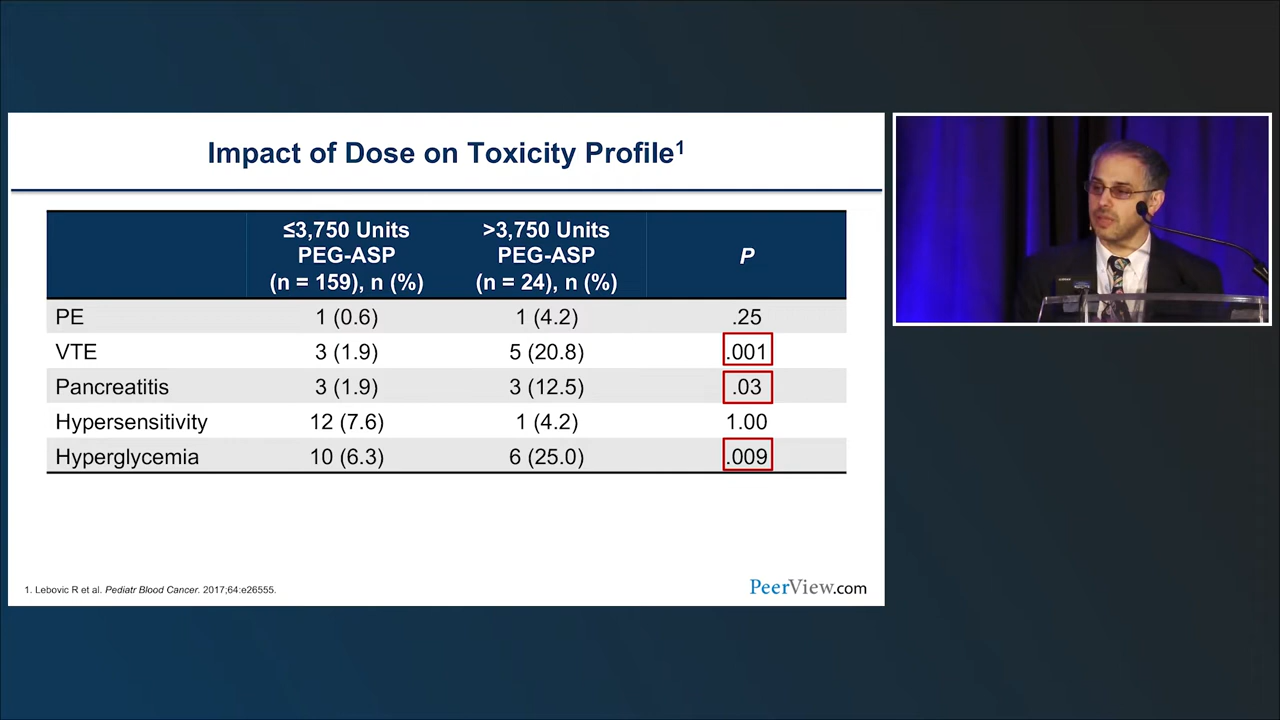 Impact of Dose on Toxicity Profile¹
≤3,750 Units PEG-ASP (n = 159), n (%) >3,750 Units PEG-ASP (n = 24), n (%) P
PE 1 (0.6) 1 (4.2) .25
VTE 3 (1.9) 5 (20.8) .001
Pancreatitis 3 (1.9) 3 (12.5) .03
Hypersensitivity 12 (7.6) 1 (4.2) 1.00
Hyperglycemia 10 (6.3) 6 (25.0) .009
1. Lebovic R et al. Pediatr Blood Cancer. 2017;64:e26555.
PeerView.com